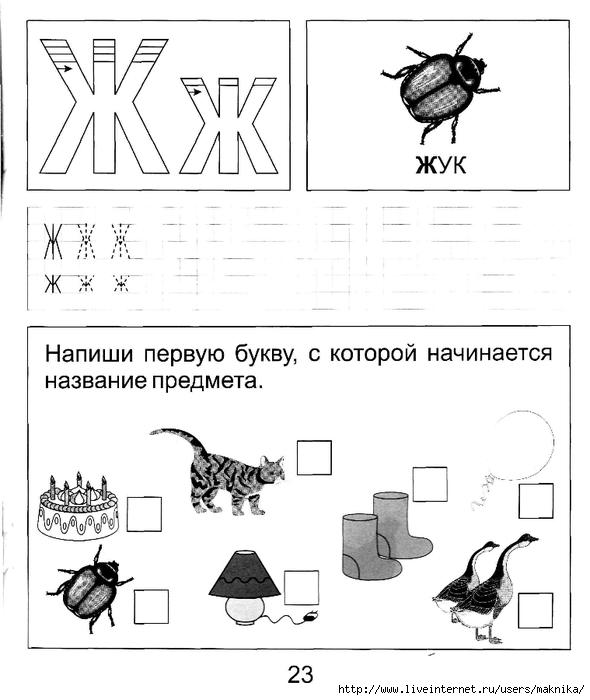 Ж ж
ЖУК
Ж Ж Ж
ж ж ж
Напиши первую букву, с которой начинается
название предмета.
23
http://www.liveinternet.ru/users/maknika/